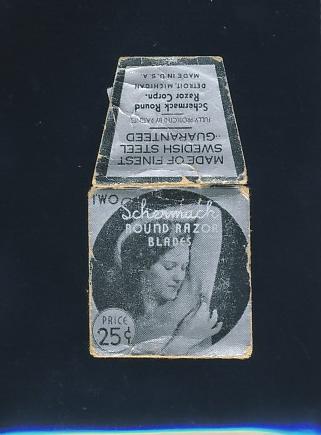 MADE OF FINEST
SWEDISH STEEL
"GUARANTEED"
FULLY PROTECTED BY PATENTS
Schermack Round
Razor Corpn.
DETROIT, MICHIGAN
MADE IN U.S.A.
TWO
Schermack
ROUND RAZOR
BLADES
PRICE
25¢